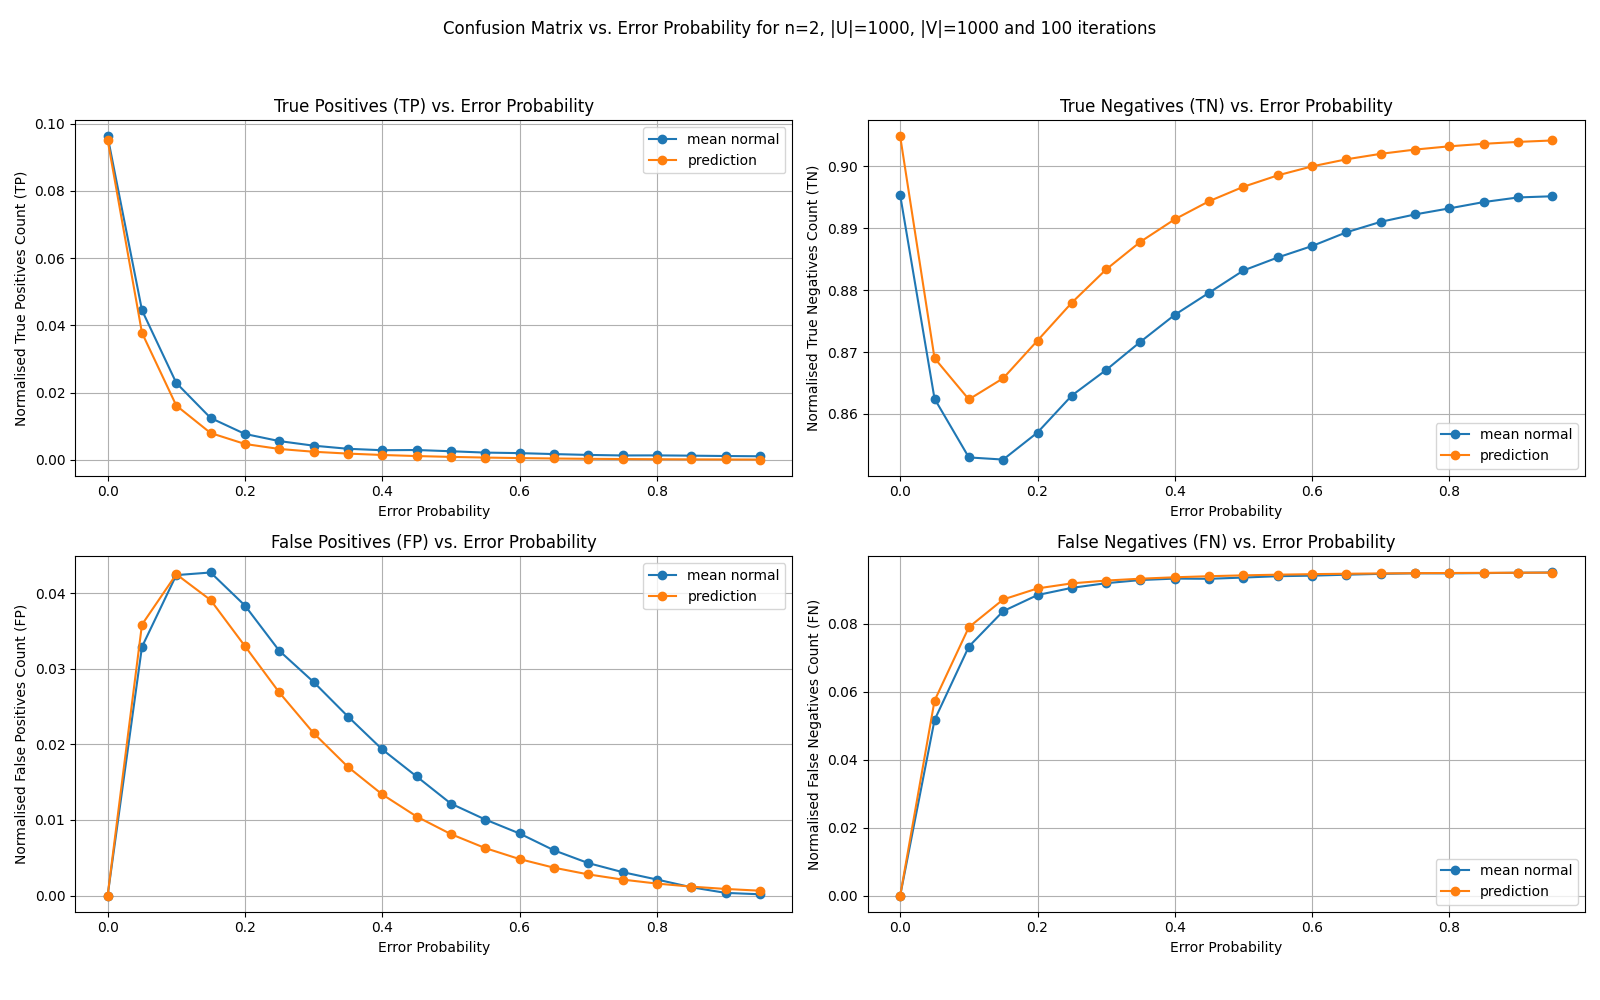 Confusion Matrix vs. Error Probability for n=2, |U|=1000, |V|=1000 and 100 iterations
True Positives (TP) vs. Error Probability
Normalised True Positives Count (TP)
0.10
0.08
0.06
0.04
0.02
0.00
mean normal
prediction
0.0 0.2 0.4 0.6 0.8
Error Probability
True Negatives (TN) vs. Error Probability
Normalised True Negatives Count (TN)
0.90
0.89
0.88
0.87
0.86
mean normal
prediction
0.0 0.2 0.4 0.6 0.8
Error Probability
False Positives (FP) vs. Error Probability
Normalised False Positives Count (FP)
0.04
0.03
0.02
0.01
0.00
mean normal
prediction
0.0 0.2 0.4 0.6 0.8
Error Probability
False Negatives (FN) vs. Error Probability
Normalised False Negatives Count (FN)
0.08
0.06
0.04
0.02
0.00
mean normal
prediction
0.0 0.2 0.4 0.6 0.8
Error Probability